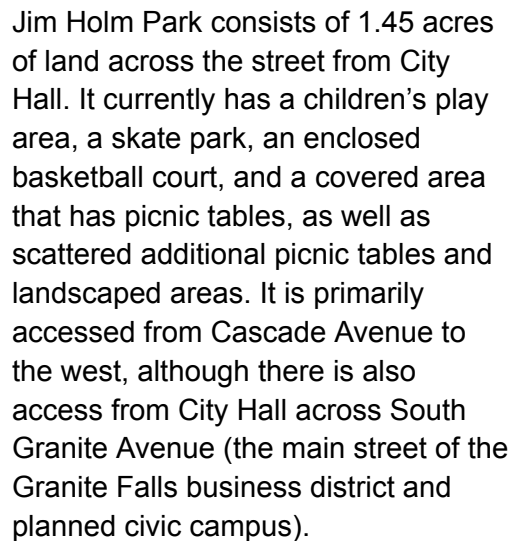 Jim Holm Park consists of 1.45 acres
of land across the street from City
Hall. It currently has a children’s play
area, a skate park, an enclosed
basketball court, and a covered area
that has picnic tables, as well as
scattered additional picnic tables and
landscaped areas. It is primarily
accessed from Cascade Avenue to
the west, although there is also
access from City Hall across South
Granite Avenue (the main street of the
Granite Falls business district and
planned civic campus).